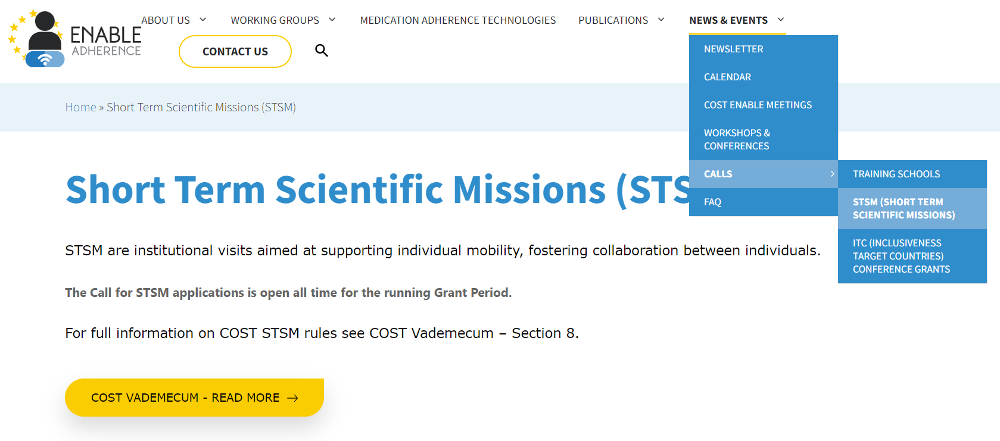 ENABLE
ADHERENCE
ABOUT US
WORKING GROUPS
MEDICATION ADHERENCE TECHNOLOGIES
PUBLICATIONS
NEWS & EVENTS
CONTACT US
NEWSLETTER
CALENDAR
COST ENABLE MEETINGS
WORKSHOPS &
CONFERENCES
CALLS
FAQ
TRAINING SCHOOLS
STSM (SHORT TERM
SCIENTIFIC MISSIONS)
ITC (INCLUSIVENESS
TARGET COUNTRIES)
CONFERENCE GRANTS
Home » Short Term Scientific Missions (STSM)
Short Term Scientific Missions (STS
STSM are institutional visits aimed at supporting individual mobility, fostering collaboration between individuals.
The Call for STSM applications is open all time for the running Grant Period.
For full information on COST STSM rules see COST Vademecum – Section 8.
COST VADEMECUM - READ MORE →